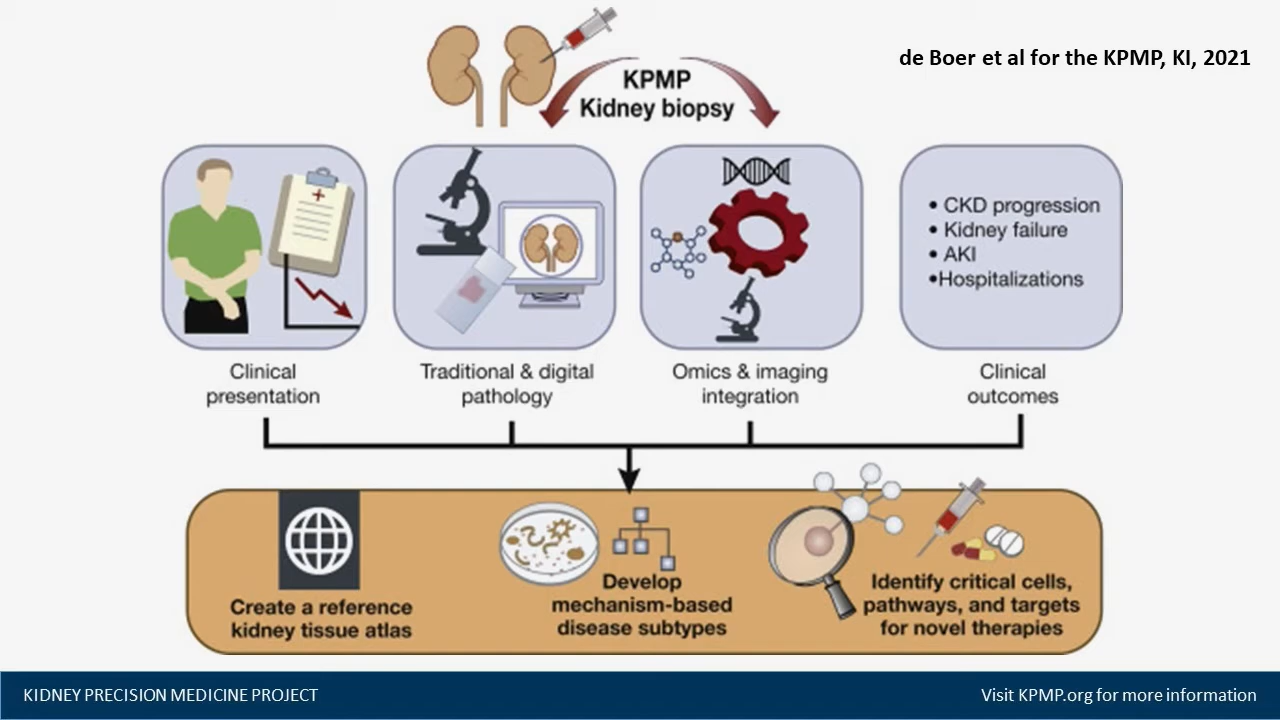 de Boer et al for the KPMP, KI, 2021
KPMP
Kidney biopsy
• CKD progression
• Kidney failure
• AKI
•Hospitalizations
Clinical
presentation
Traditional & digital
pathology
Omics & imaging
integration
Clinical
outcomes
Create a reference
kidney tissue atlas
Develop
mechanism-based
disease subtypes
Identify critical cells,
pathways, and targets
for novel therapies
KIDNEY PRECISION MEDICINE PROJECT
Visit KPMP.org for more information